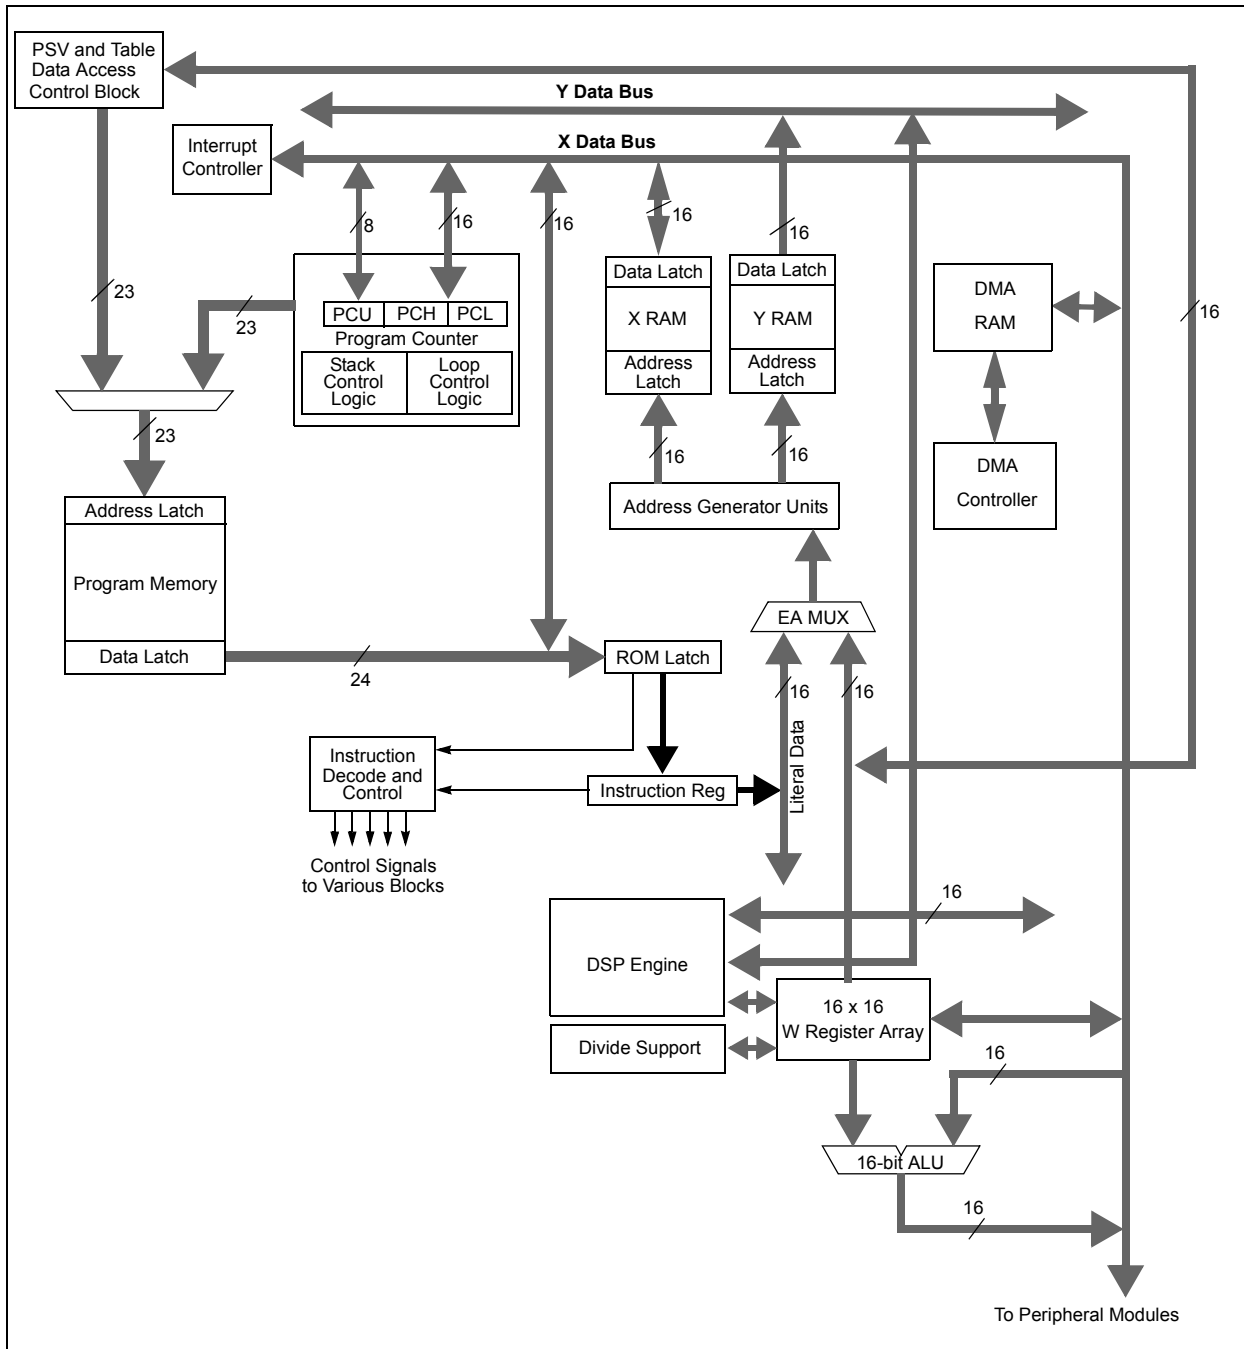 PSV and Table
Data Access
Control Block
Y Data Bus
X Data Bus
Interrupt
Controller
8
16
16
16
16
23
23
16
Data Latch
X RAM
Address
Latch
Data Latch
Y RAM
Address
Latch
DMA
RAM
PCU
PCH
PCL
Program Counter
Stack
Control
Logic
Loop
Control
Logic
23
16
16
DMA
Controller
Address Generator Units
Address Latch
Program Memory
Data Latch
24
EA MUX
ROM Latch
16
16
Literal Data
Instruction
Decode and
Control
Instruction Reg
Control Signals
to Various Blocks
16
DSP Engine
16 x 16
W Register Array
Divide Support
16
16-bit ALU
16
To Peripheral Modules